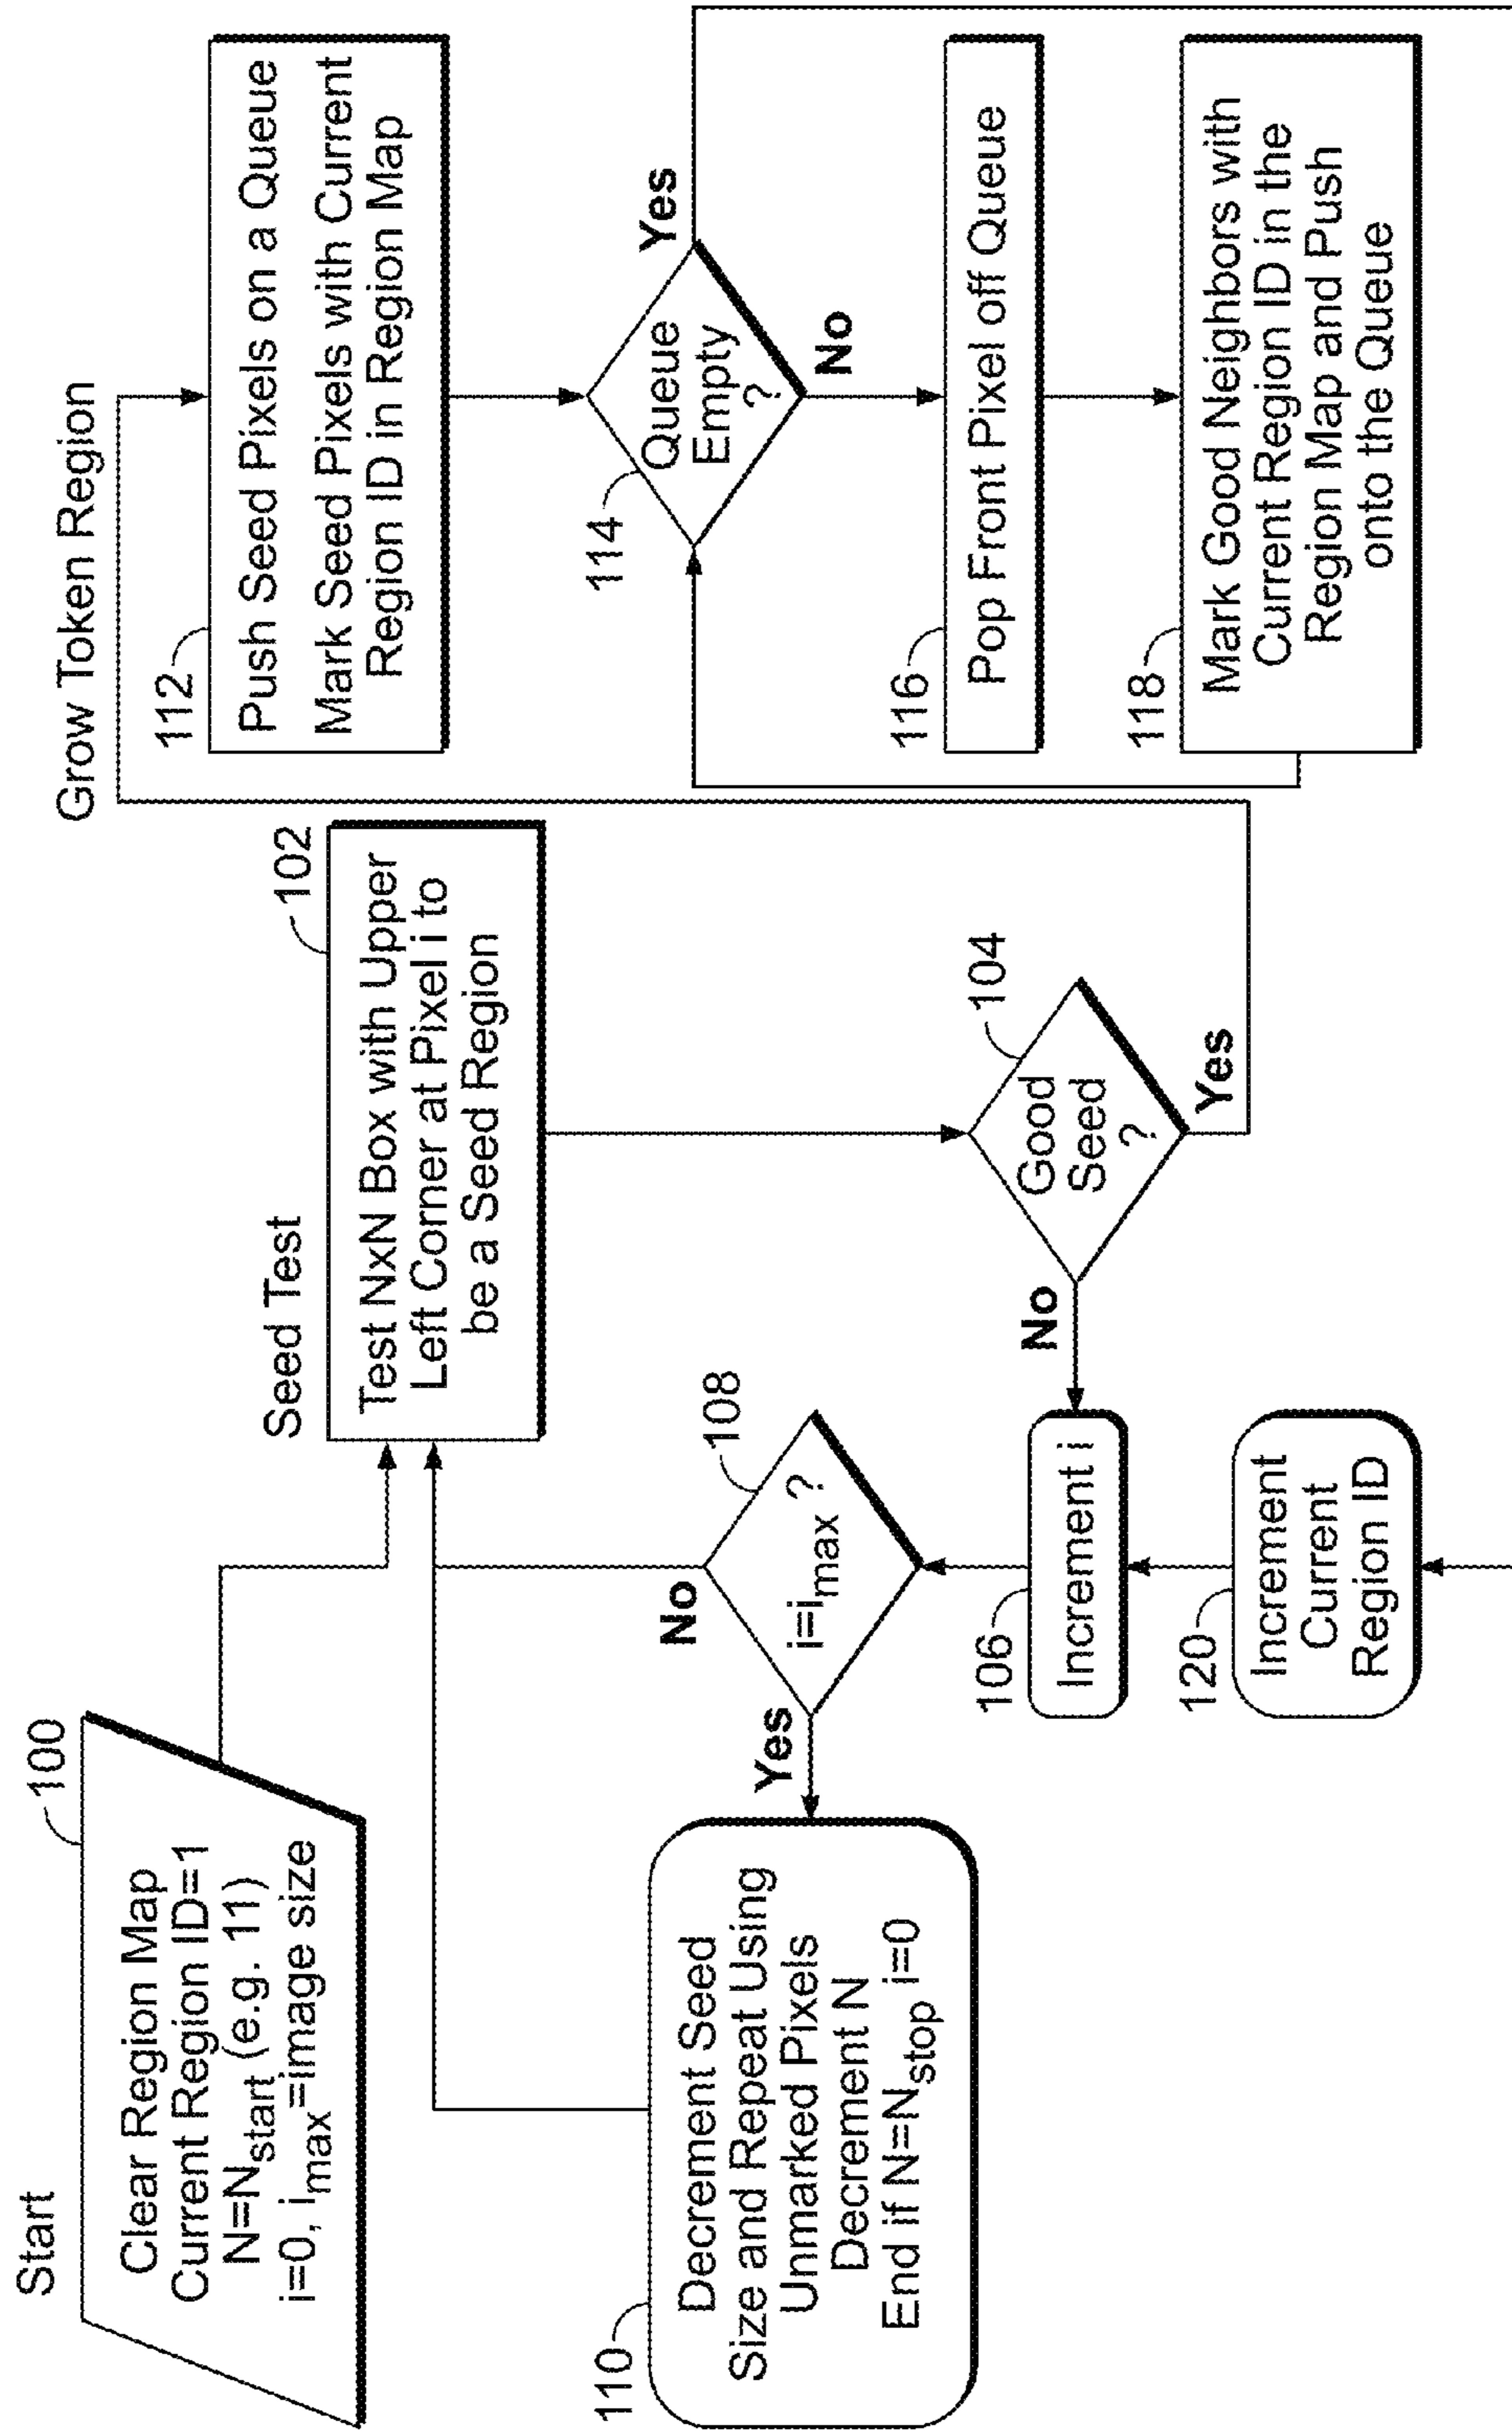 Start
100
Clear Region Map
Current Region ID=1
N=Nstart (e.g. 11)
i=0, imax=image size
Seed Test
102
Test NxN Box with Upper
Left Corner at Pixel i to
be a Seed Region
104
Good
Seed
?
No
Yes
106
Increment i
108
i=imax ?
No
Yes
110
Decrement Seed
Size and Repeat Using
Unmarked Pixels
Decrement N
End if N=Nstop i=0
120
Increment
Current
Region ID
Grow Token Region
112
Push Seed Pixels on a Queue
Mark Seed Pixels with Current
Region ID in Region Map
114
Queue
Empty
?
Yes
No
116
Pop Front Pixel off Queue
118
Mark Good Neighbors with
Current Region ID in the
Region Map and Push
onto the Queue